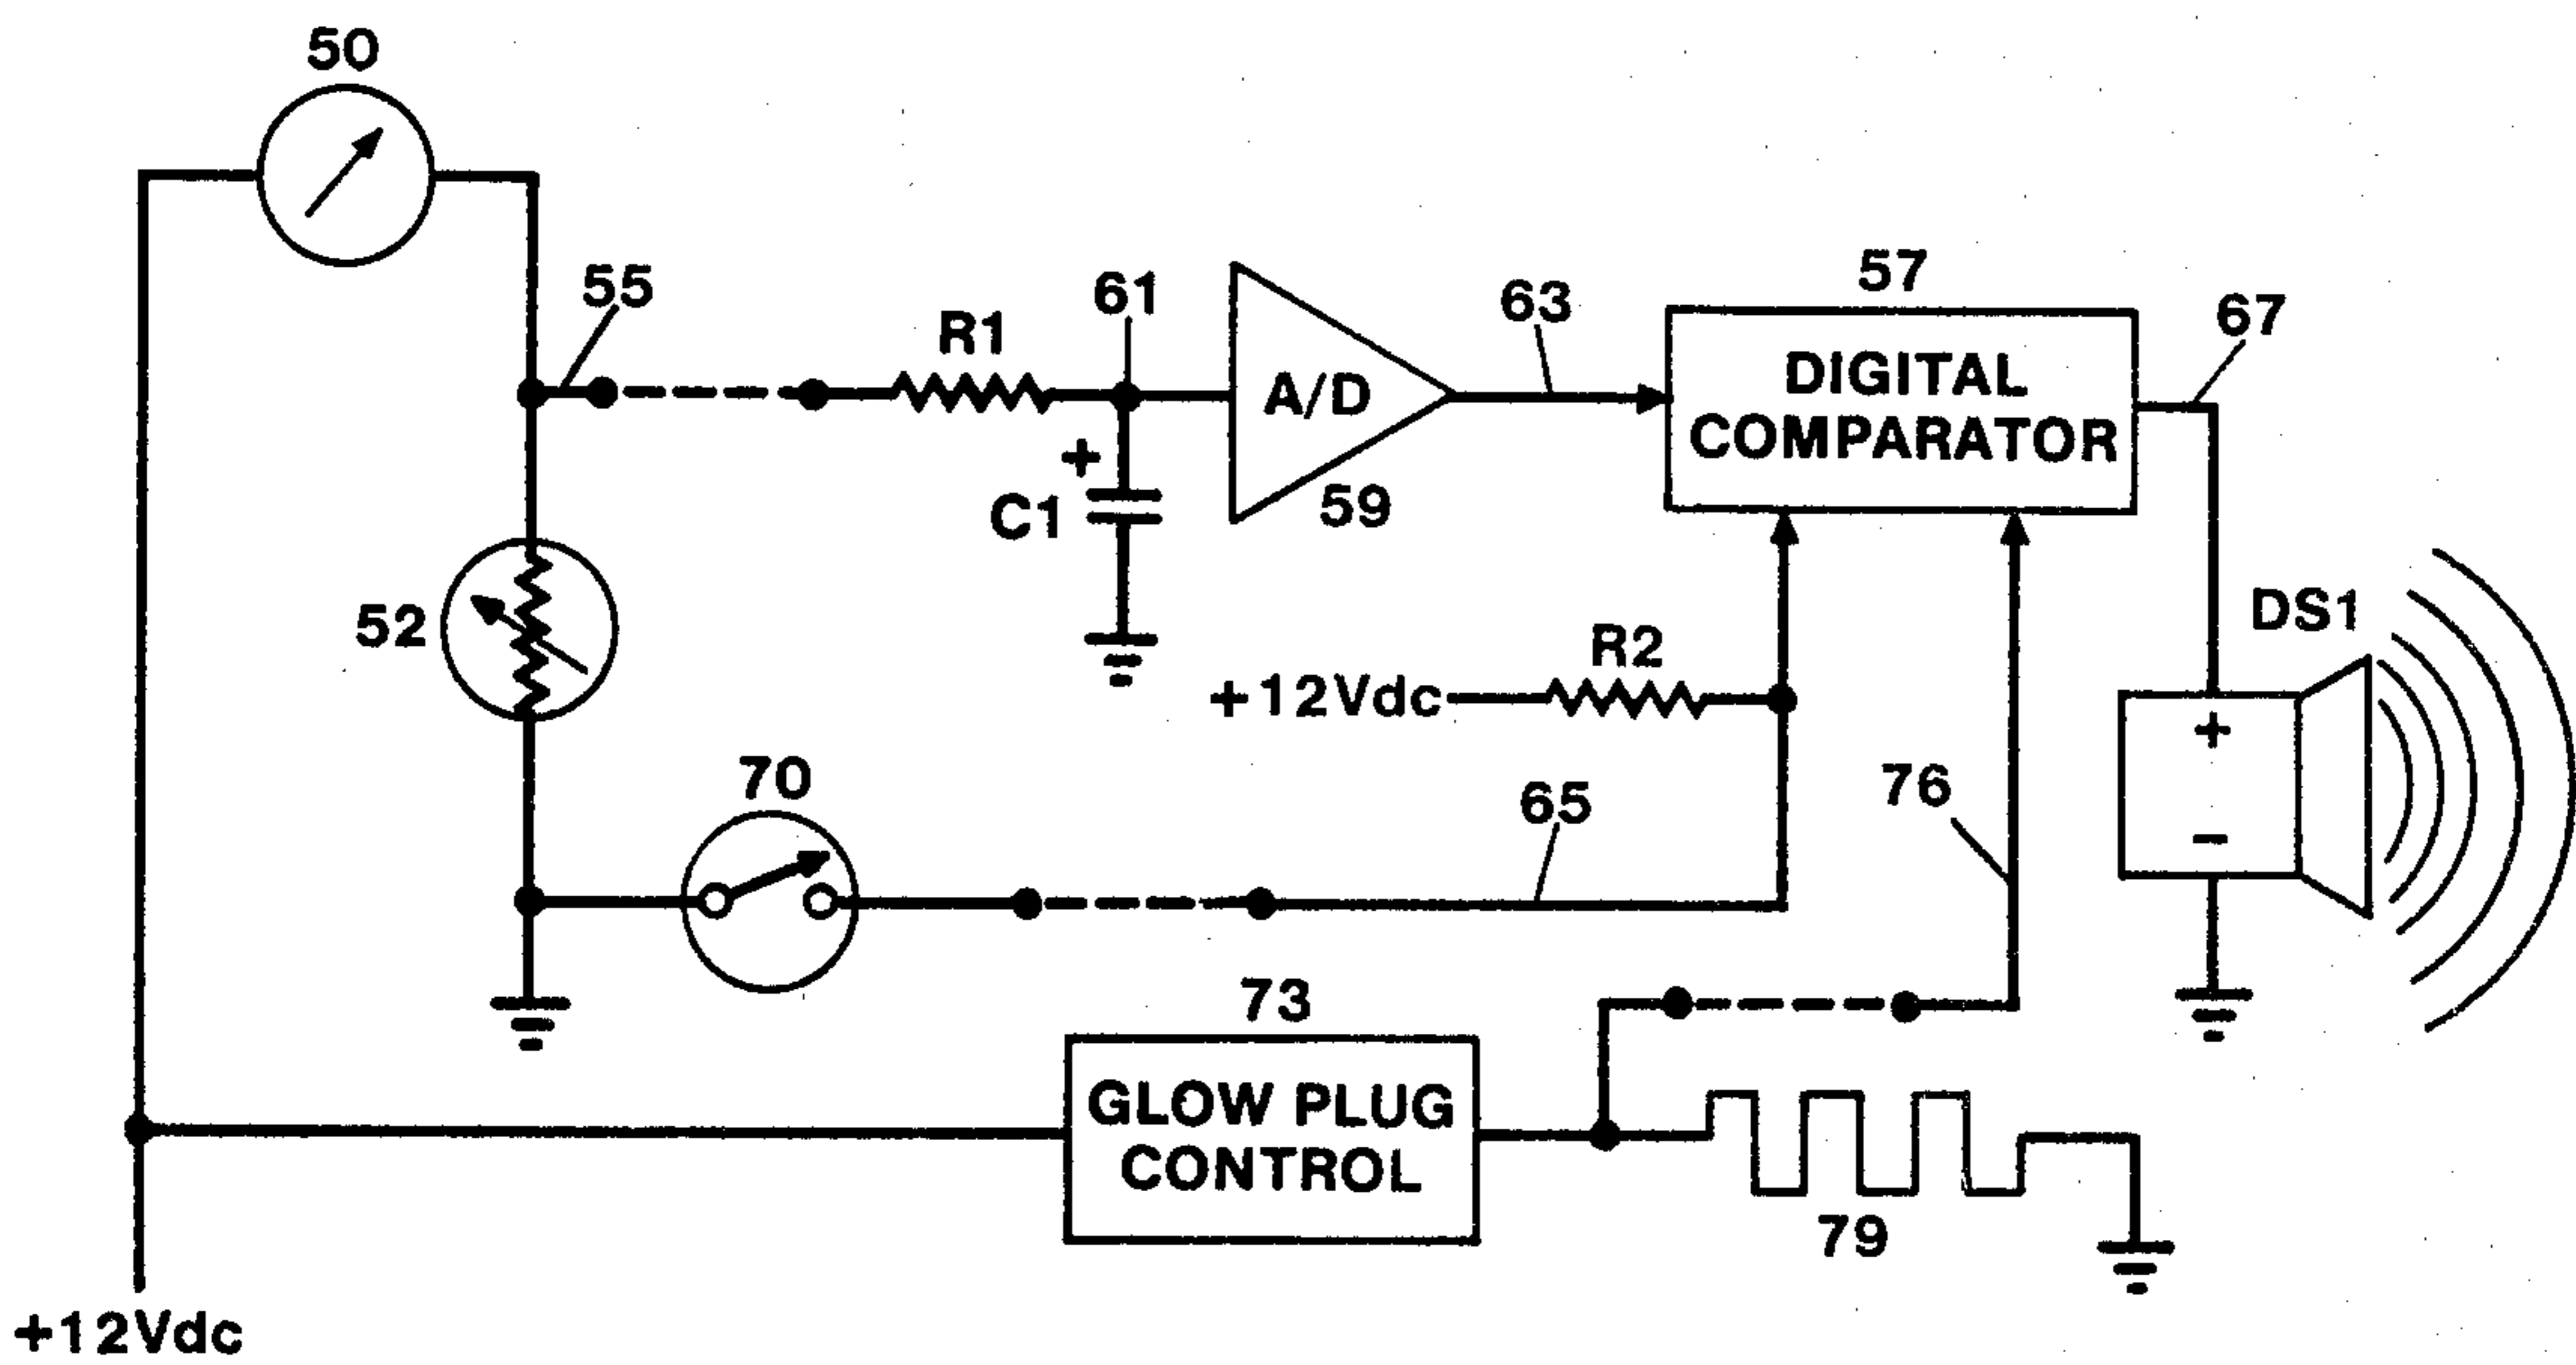 50
55
R1
61
A/D
59
63
57
DIGITAL
COMPARATOR
67
+
C1
52
R2
+12Vdc
DS1
+
−
70
65
76
73
GLOW PLUG
CONTROL
79
+12Vdc